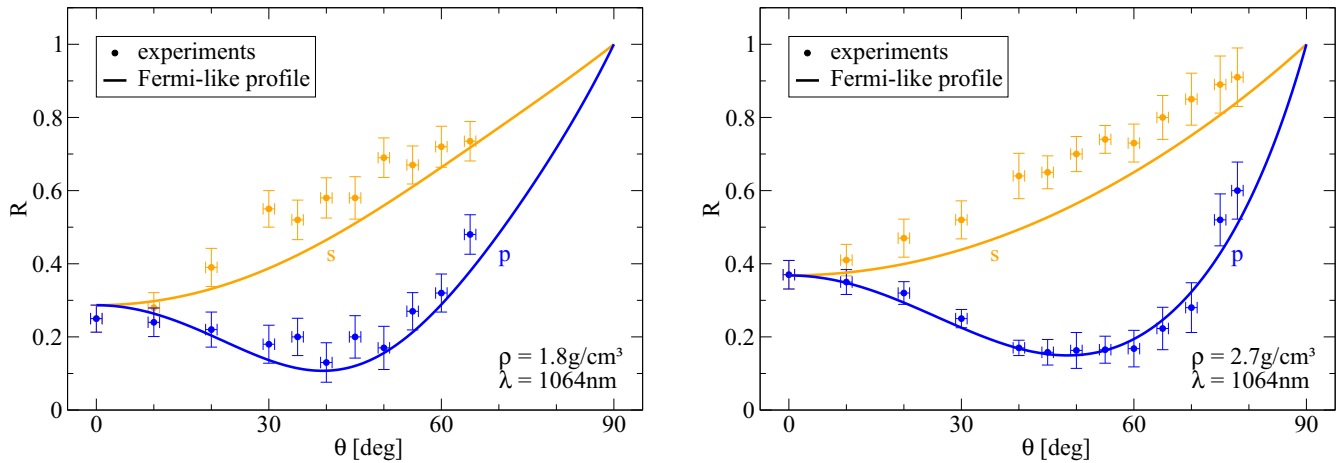 1
0.8
0.6
0.4
0.2
0
R
experiments
Fermi-like profile
s
p
ρ = 1.8g/cm³
λ = 1064nm
0 30 60 90
θ [deg]
1
0.8
0.6
0.4
0.2
0
R
experiments
Fermi-like profile
s
p
ρ = 2.7g/cm³
λ = 1064nm
0 30 60 90
θ [deg]